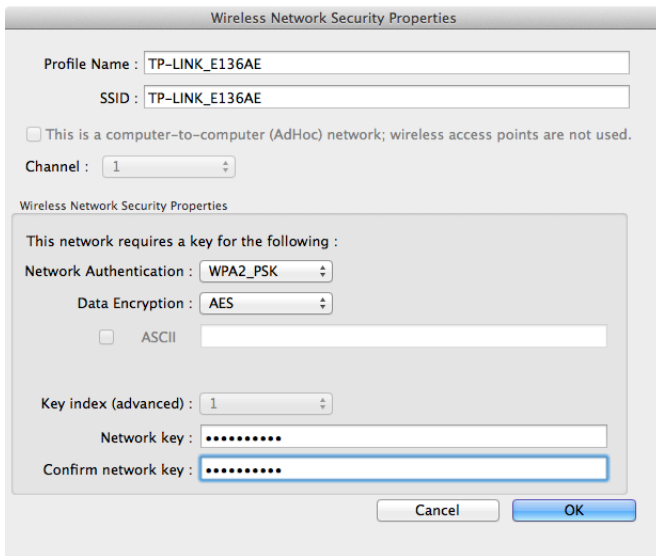 Wireless Network Security Properties
Profile Name : TP-LINK_E136AE
SSID : TP-LINK_E136AE
This is a computer-to-computer (AdHoc) network; wireless access points are not used.
Channel : 1
Wireless Network Security Properties
This network requires a key for the following :
Network Authentication : WPA2_PSK
Data Encryption : AES
ASCII
Key index (advanced) : 1
Network key : ••••••••••
Confirm network key : ••••••••••
Cancel OK